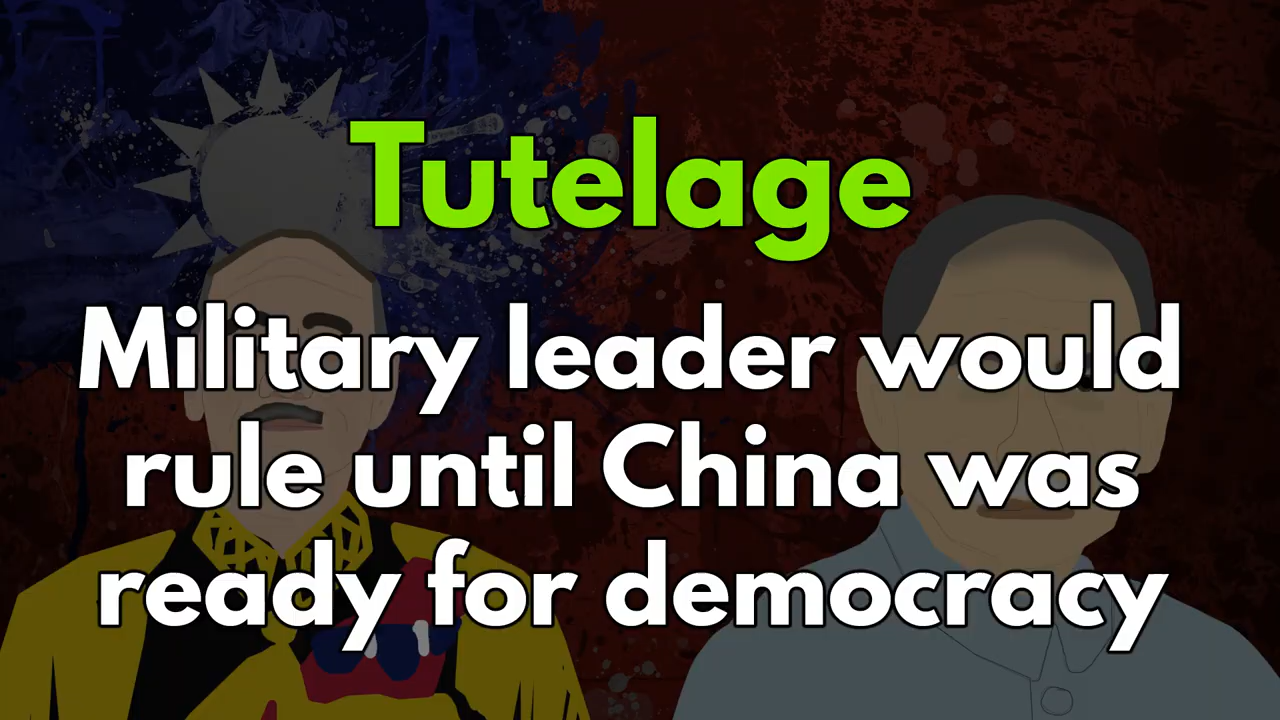 Tutelage
Military leader would
rule until China was
ready for democracy